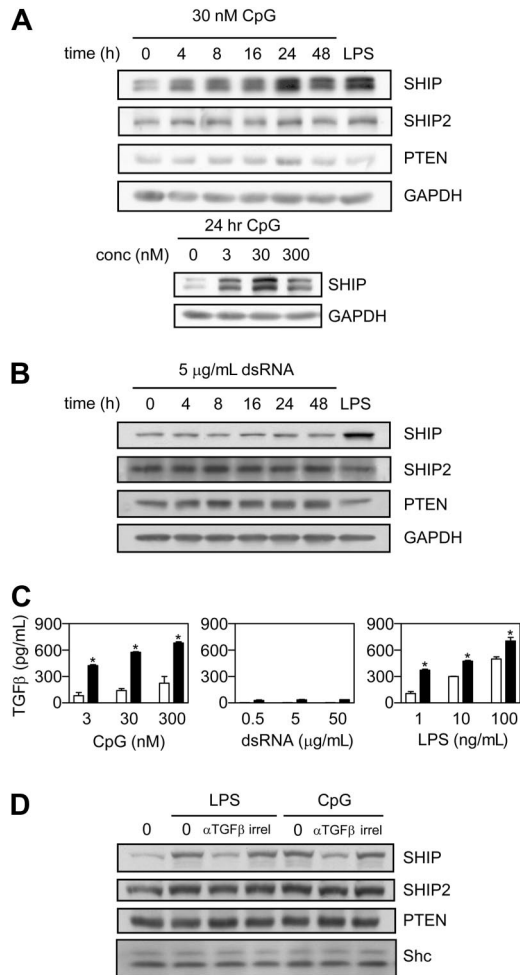 A
30 nM CpG
time (h) 0 4 8 16 24 48 LPS
SHIP
SHIP2
PTEN
GAPDH
24 hr CpG
conc (nM) 0 3 30 300
SHIP
GAPDH
B
5 μg/mL dsRNA
time (h) 0 4 8 16 24 48 LPS
SHIP
SHIP2
PTEN
GAPDH
C
TGFβ (pg/mL)
900 900 900
600 600 600
300 300 300
0 0 0
* * * * * *
3 30 300 0.5 5 50 1 10 100
CpG (nM) dsRNA (μg/mL) LPS (ng/mL)
D
LPS CpG
0 0 αTGFβ irrel 0 αTGFβ irrel
SHIP
SHIP2
PTEN
Shc